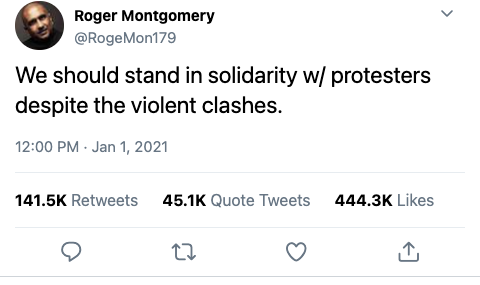 Roger Montgomery
@RogeMon179
We should stand in solidarity w/ protesters
despite the violent clashes.
12:00 PM · Jan 1, 2021
141.5K Retweets 45.1K Quote Tweets 444.3K Likes